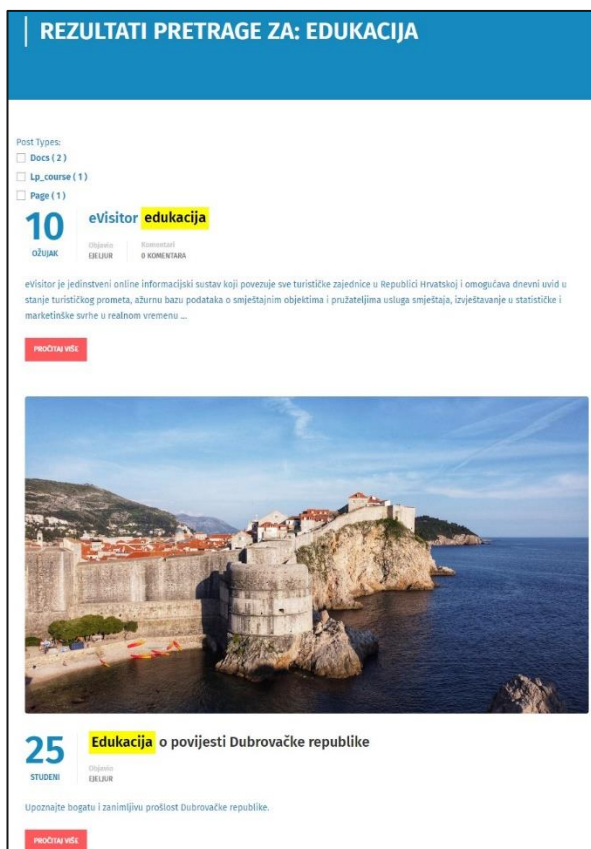 REZULTATI PRETRAGE ZA: EDUKACIJA
Post Types:
Docs ( 2 )
Lp_course ( 1 )
Page ( 1 )
10
OŽUJAK
eVisitor edukacija
Objavio
EJELJUR
Komentari
0 KOMENTARA
eVisitor je jedinstveni online informacijski sustav koji povezuje sve turističke zajednice u Republici Hrvatskoj i omogućava dnevni uvid u
stanje turističkog prometa, ažurnu bazu podataka o smještajnim objektima i pružateljima usluga smještaja, izvještavanje u statističke i
marketinške svrhe u realnom vremenu ...
PROČITAJ VIŠE
25
STUDENI
Edukacija o povijesti Dubrovačke republike
Objavio
EJELJUR
Upoznajte bogatu i zanimljivu prošlost Dubrovačke republike.
PROČITAJ VIŠE